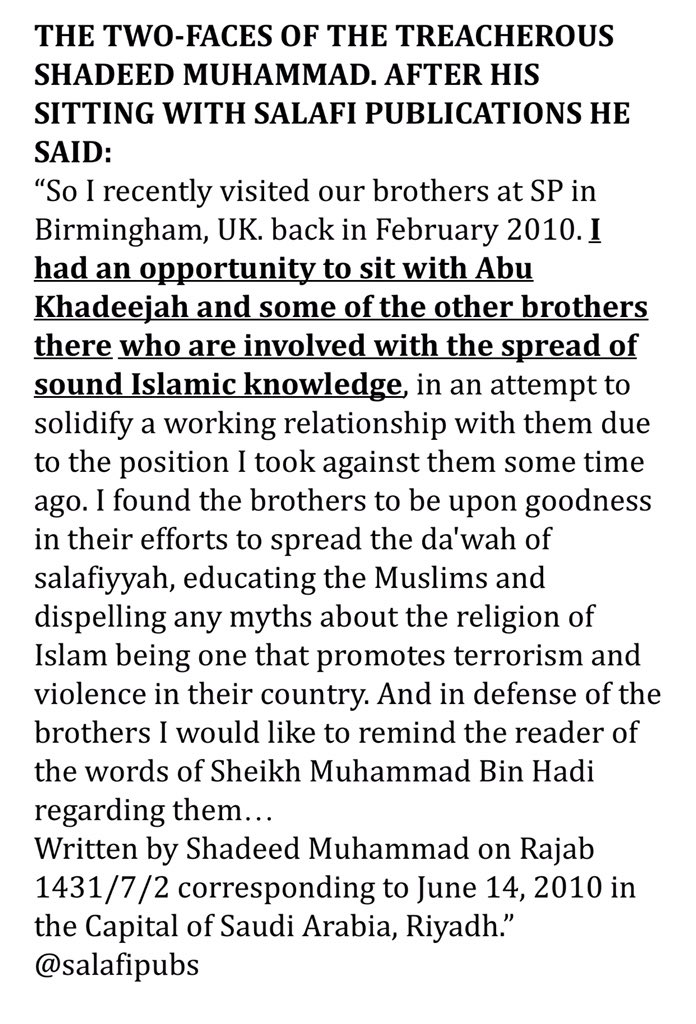 THE TWO-FACES OF THE TREACHEROUS
SHADEED MUHAMMAD. AFTER HIS
SITTING WITH SALAFI PUBLICATIONS HE
SAID:
“So I recently visited our brothers at SP in
Birmingham, UK. back in February 2010. I
had an opportunity to sit with Abu
Khadeejah and some of the other brothers
there who are involved with the spread of
sound Islamic knowledge, in an attempt to
solidify a working relationship with them due
to the position I took against them some time
ago. I found the brothers to be upon goodness
in their efforts to spread the da'wah of
salafiyyah, educating the Muslims and
dispelling any myths about the religion of
Islam being one that promotes terrorism and
violence in their country. And in defense of the
brothers I would like to remind the reader of
the words of Sheikh Muhammad Bin Hadi
regarding them…
Written by Shadeed Muhammad on Rajab
1431/7/2 corresponding to June 14, 2010 in
the Capital of Saudi Arabia, Riyadh.”
@salafipubs